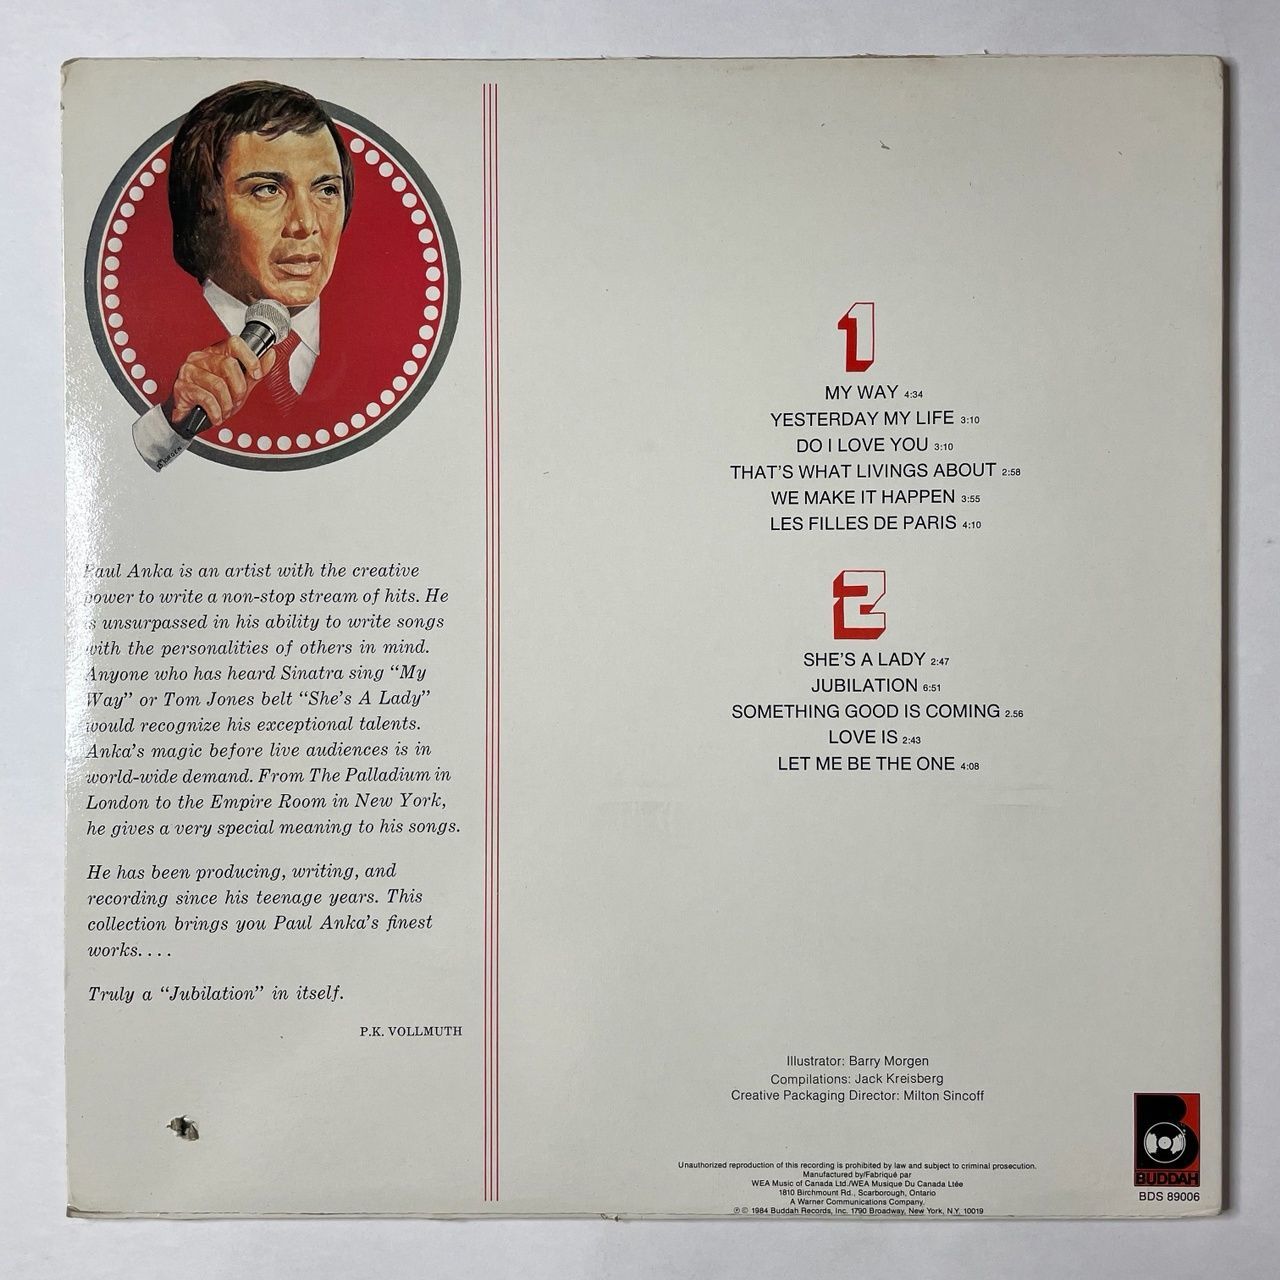 B. MORGEN
Paul Anka is an artist with the creative
power to write a non-stop stream of hits. He
is unsurpassed in his ability to write songs
with the personalities of others in mind.
Anyone who has heard Sinatra sing “My
Way” or Tom Jones belt “She’s A Lady”
would recognize his exceptional talents.
Anka’s magic before live audiences is in
world-wide demand. From The Palladium in
London to the Empire Room in New York,
he gives a very special meaning to his songs.
He has been producing, writing, and
recording since his teenage years. This
collection brings you Paul Anka’s finest
works. . . .
Truly a “Jubilation” in itself.
P.K. VOLLMUTH
1
MY WAY 4:34
YESTERDAY MY LIFE 3:10
DO I LOVE YOU 3:10
THAT’S WHAT LIVINGS ABOUT 2:58
WE MAKE IT HAPPEN 3:55
LES FILLES DE PARIS 4:10
2
SHE’S A LADY 2:47
JUBILATION 6:51
SOMETHING GOOD IS COMING 2.56
LOVE IS 2:43
LET ME BE THE ONE 4:08
Illustrator: Barry Morgen
Compilations: Jack Kreisberg
Creative Packaging Director: Milton Sincoff
Unauthorized reproduction of this recording is prohibited by law and subject to criminal prosecution.
Manufactured by/Fabriqué par
WEA Music of Canada Ltd./WEA Musique Du Canada Ltée
1810 Birchmount Rd., Scarborough, Ontario
A Warner Communications Company.
℗ © 1984 Buddah Records, Inc. 1790 Broadway, New York, N.Y. 10019
B
BUDDAH
BDS 89006